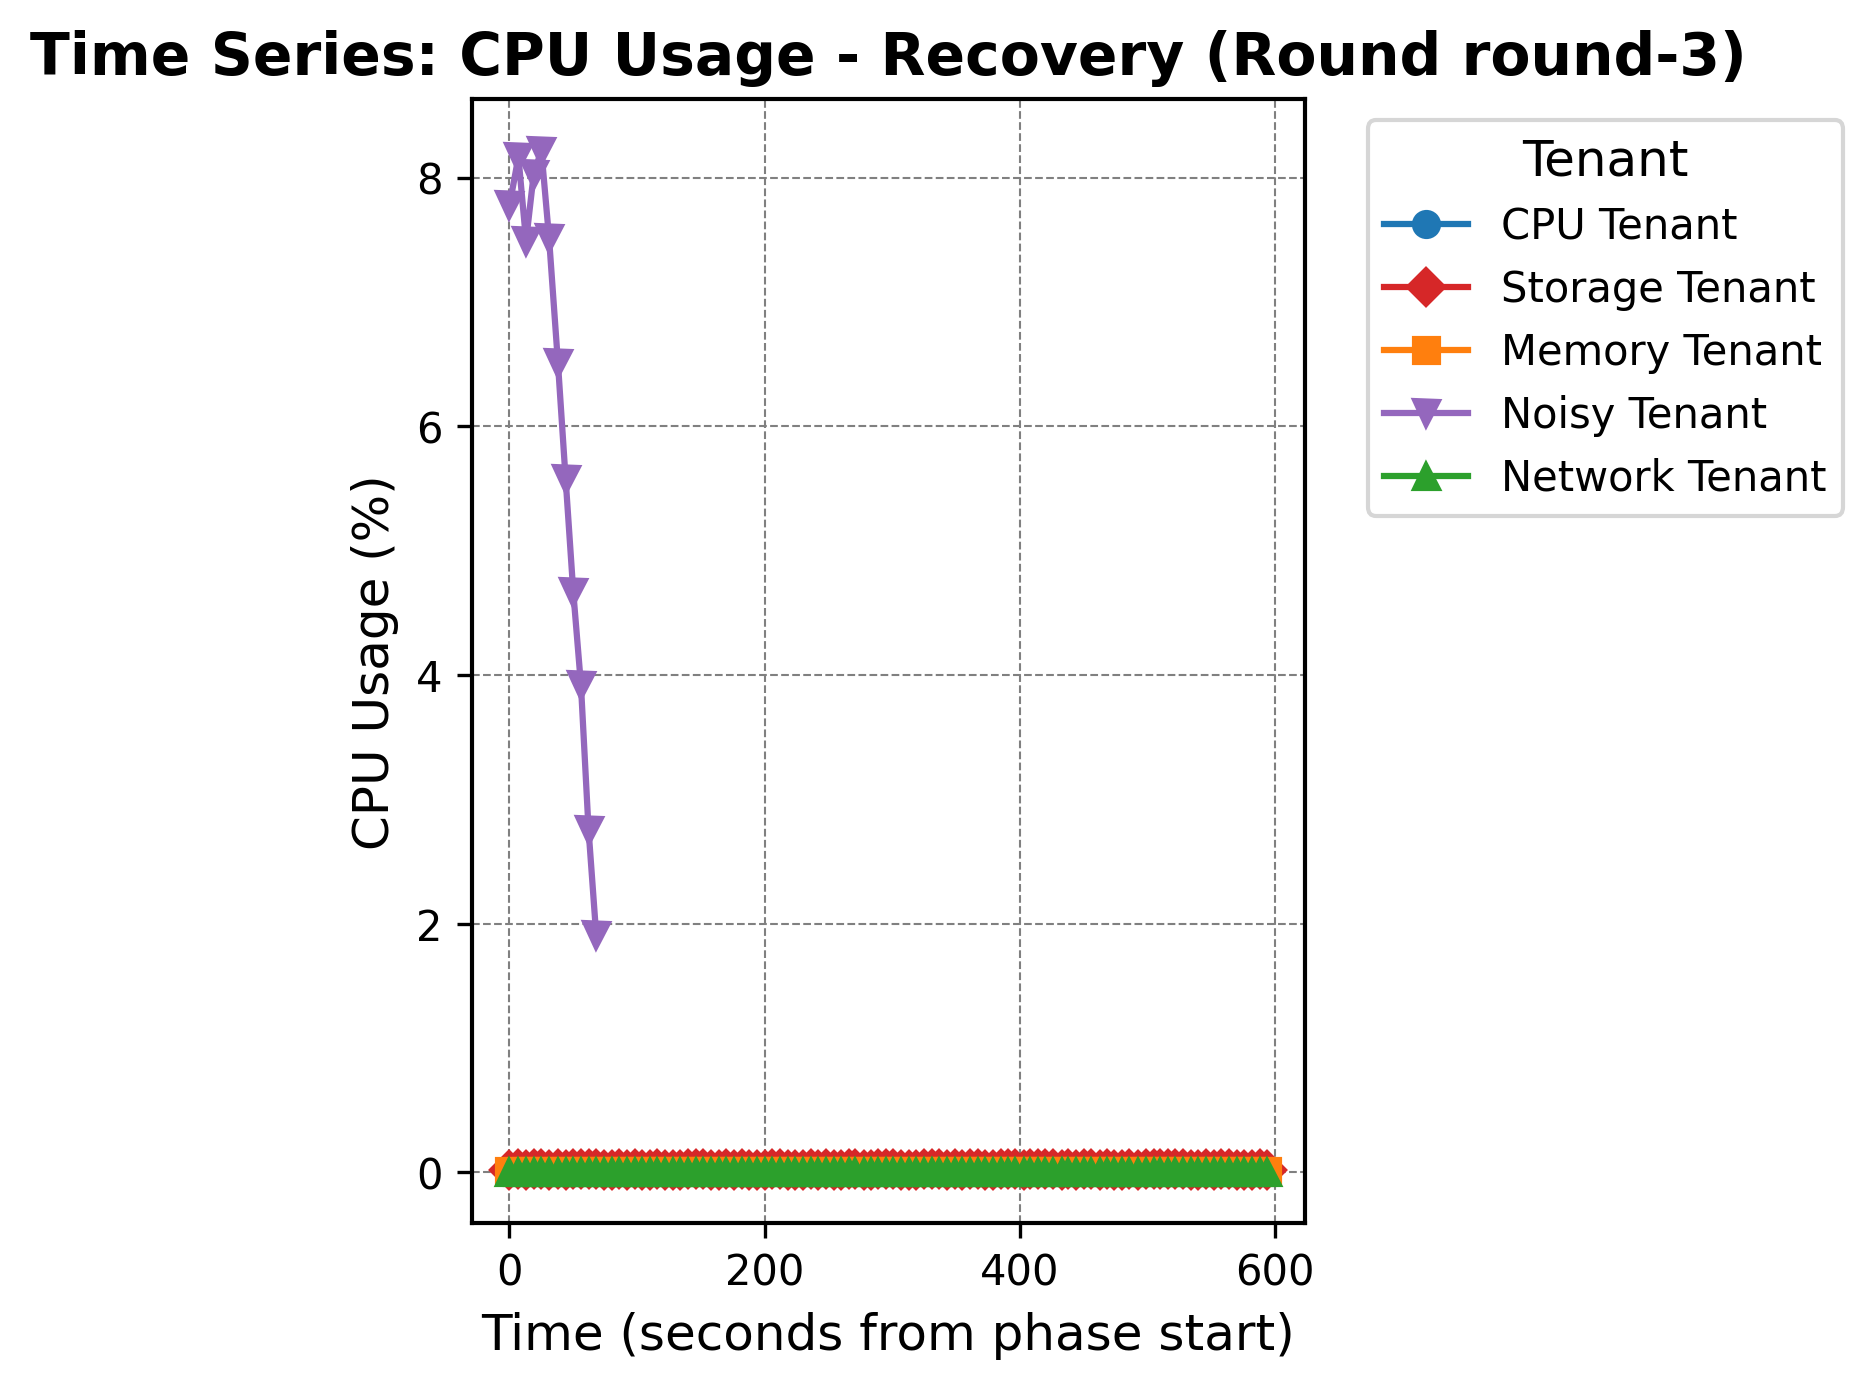 Time Series: CPU Usage - Recovery (Round round-3)
Tenant
CPU Tenant
Storage Tenant
Memory Tenant
Noisy Tenant
Network Tenant
CPU Usage (%)
8
6
4
2
0
0 200 400 600
Time (seconds from phase start)